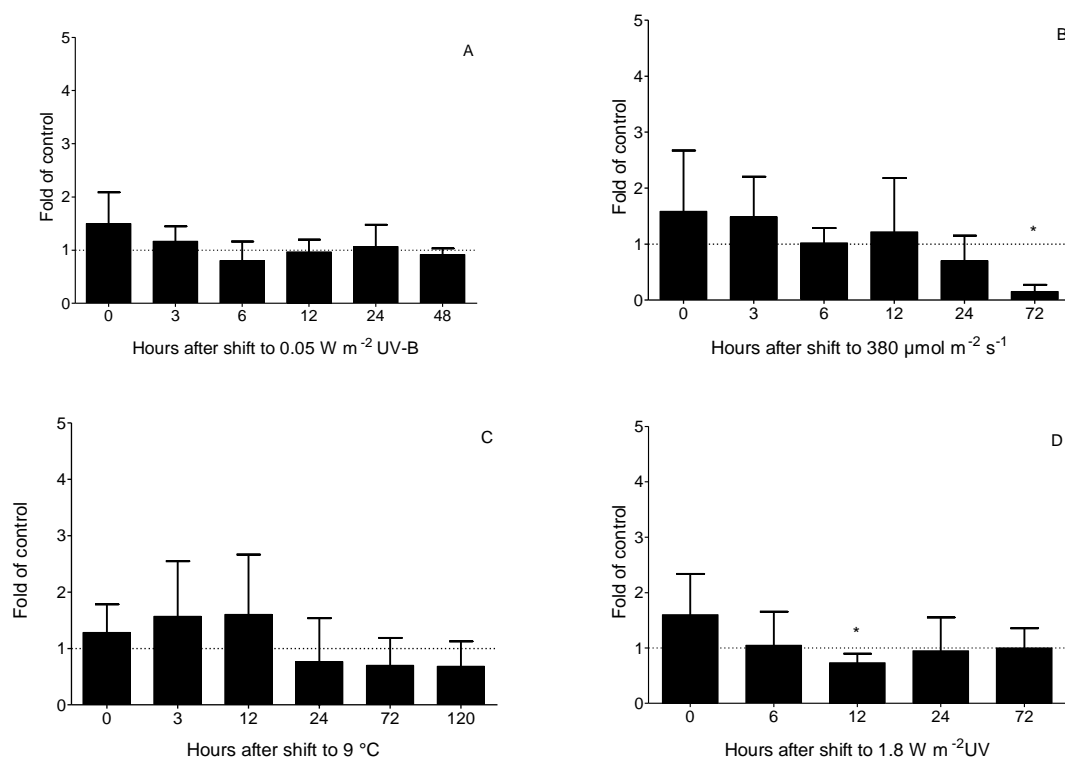 A
5
4
3
2
1
0
Fold of control
0 3 6 12 24 48
Hours after shift to 0.05 W m⁻² UV-B
B
5
4
3
2
1
0
Fold of control
*
0 3 6 12 24 72
Hours after shift to 380 µmol m⁻² s⁻¹
C
5
4
3
2
1
0
Fold of control
0 3 12 24 72 120
Hours after shift to 9 °C
D
5
4
3
2
1
0
Fold of control
*
0 6 12 24 72
Hours after shift to 1.8 W m⁻²UV